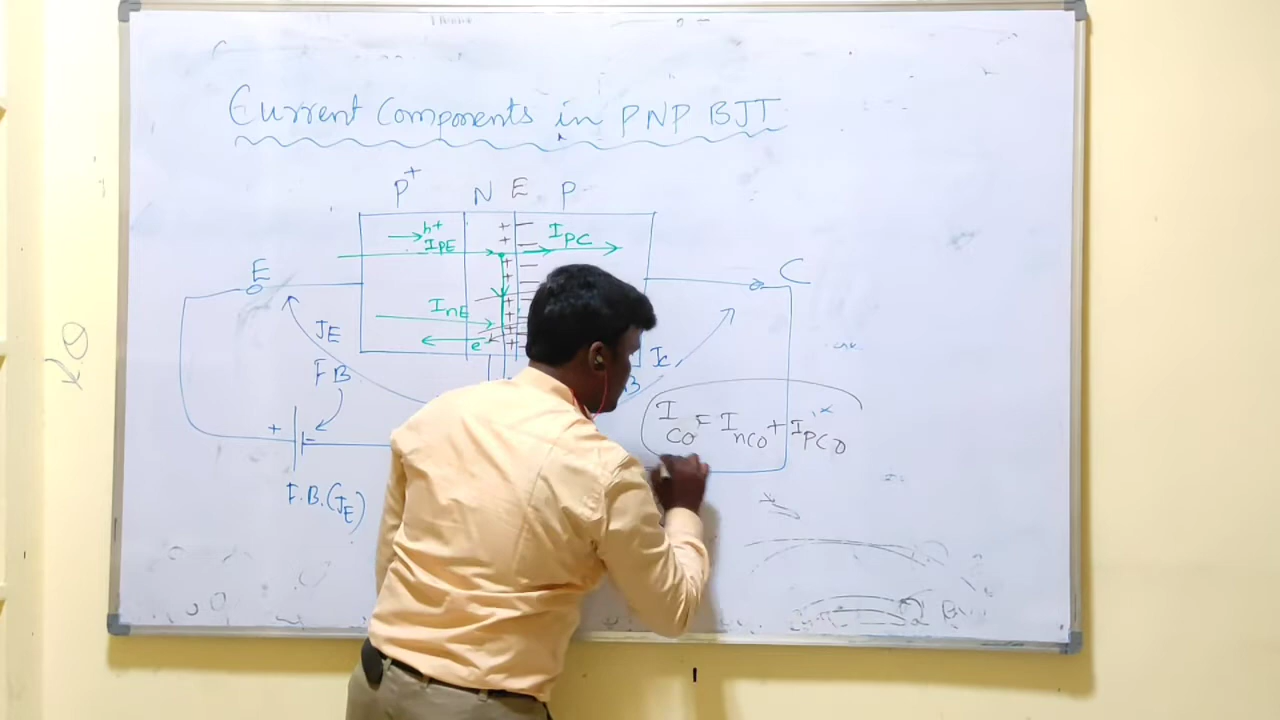 Current Components in PNP BJT
P+ N E P
h+
IPE
IPC
E
C
InE
e
JE
FB
Ic
B
+ -
ICO = InCO + IPCO
F.B.(JE)